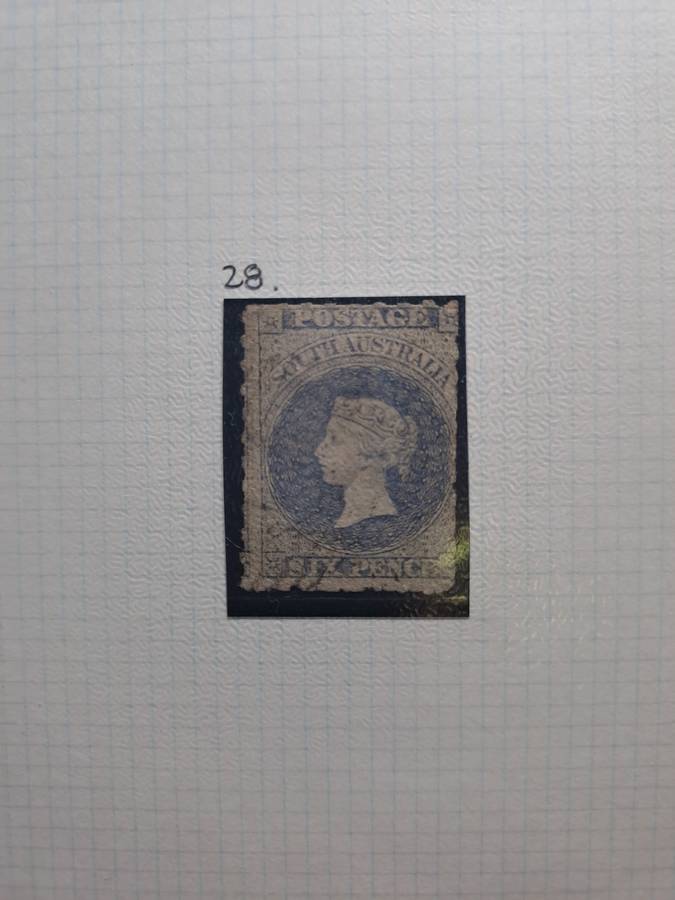 28.
POSTAGE
SOUTH AUSTRALIA
SIX PENCE